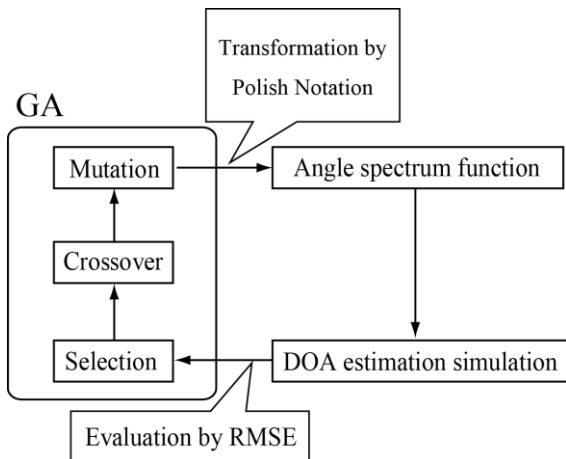 Transformation by
Polish Notation
GA
Mutation
Angle spectrum function
Crossover
Selection
DOA estimation simulation
Evaluation by RMSE